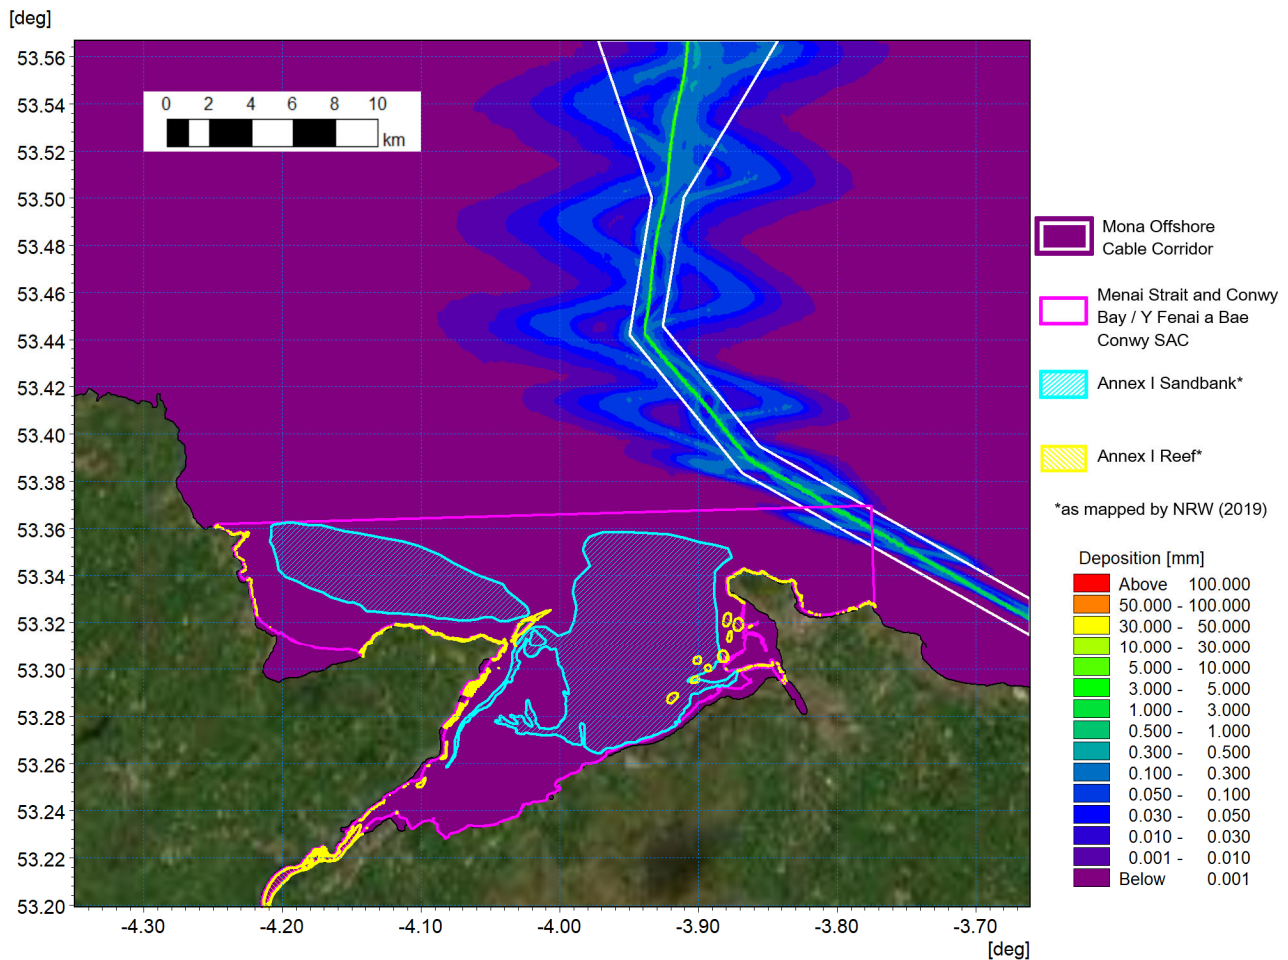 [deg]
53.56
53.54
53.52
53.50
53.48
53.46
53.44
53.42
53.40
53.38
53.36
53.34
53.32
53.30
53.28
53.26
53.24
53.22
53.20
0 2 4 6 8 10
km
-4.30 -4.20 -4.10 -4.00 -3.90 -3.80 -3.70
[deg]
Mona Offshore
Cable Corridor
Menai Strait and Conwy
Bay / Y Fenai a Bae
Conwy SAC
Annex I Sandbank*
Annex I Reef*
*as mapped by NRW (2019)
Deposition [mm]
Above 100.000
50.000 - 100.000
30.000 - 50.000
10.000 - 30.000
5.000 - 10.000
3.000 - 5.000
1.000 - 3.000
0.500 - 1.000
0.300 - 0.500
0.100 - 0.300
0.050 - 0.100
0.030 - 0.050
0.010 - 0.030
0.001 - 0.010
Below 0.001